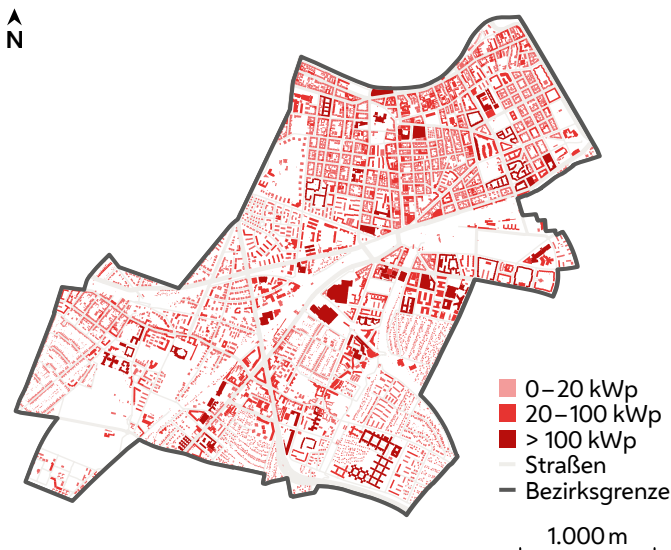 N
0–20 kWp
20–100 kWp
> 100 kWp
Straßen
Bezirksgrenze
1.000 m